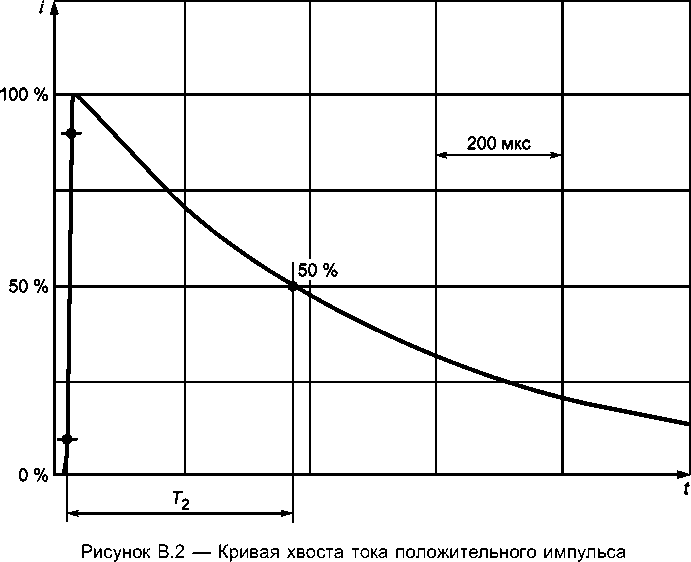 i
100 %
200 мкс
50 %
50 %
0 %
t
T2
Рисунок В.2 — Кривая хвоста тока положительного импульса